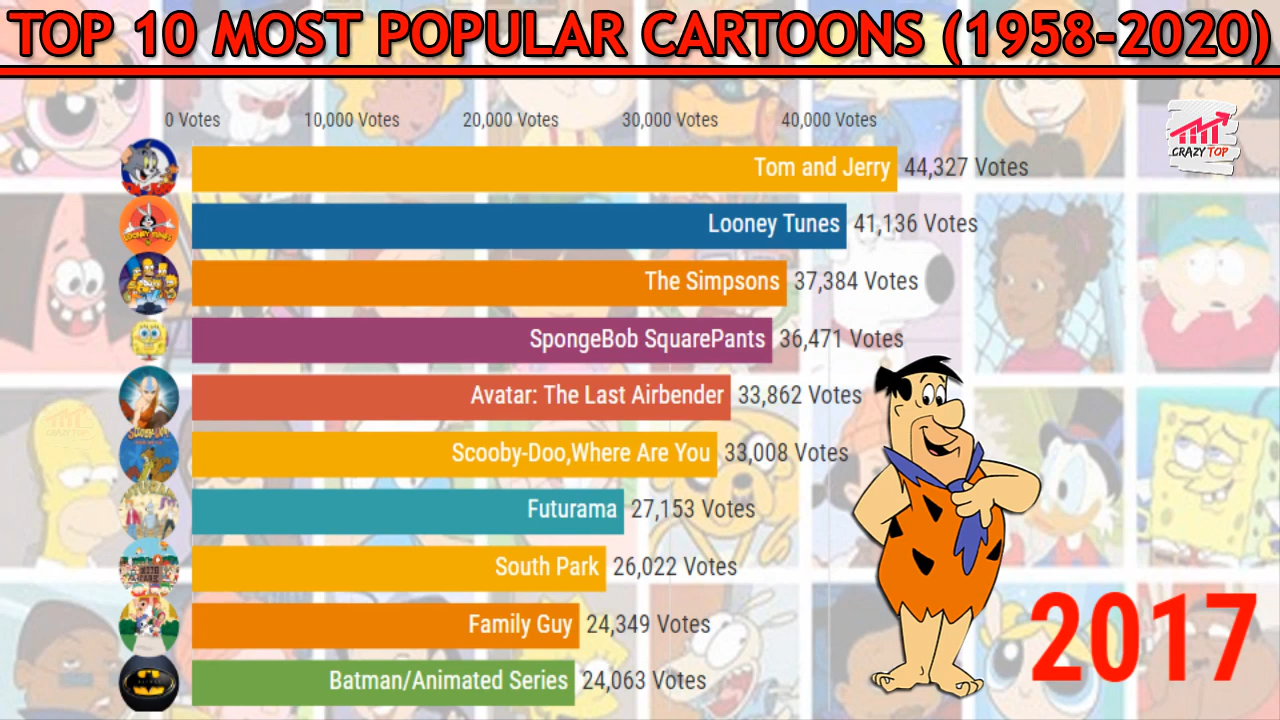 TOP 10 MOST POPULAR CARTOONS (1958-2020)
0 Votes 10,000 Votes 20,000 Votes 30,000 Votes 40,000 Votes
CRAZY TOP
Tom and Jerry 44,327 Votes
Looney Tunes 41,136 Votes
The Simpsons 37,384 Votes
SpongeBob SquarePants 36,471 Votes
Avatar: The Last Airbender 33,862 Votes
Scooby-Doo,Where Are You 33,008 Votes
Futurama 27,153 Votes
South Park 26,022 Votes
Family Guy 24,349 Votes
Batman/Animated Series 24,063 Votes
2017
CRAZY TOP